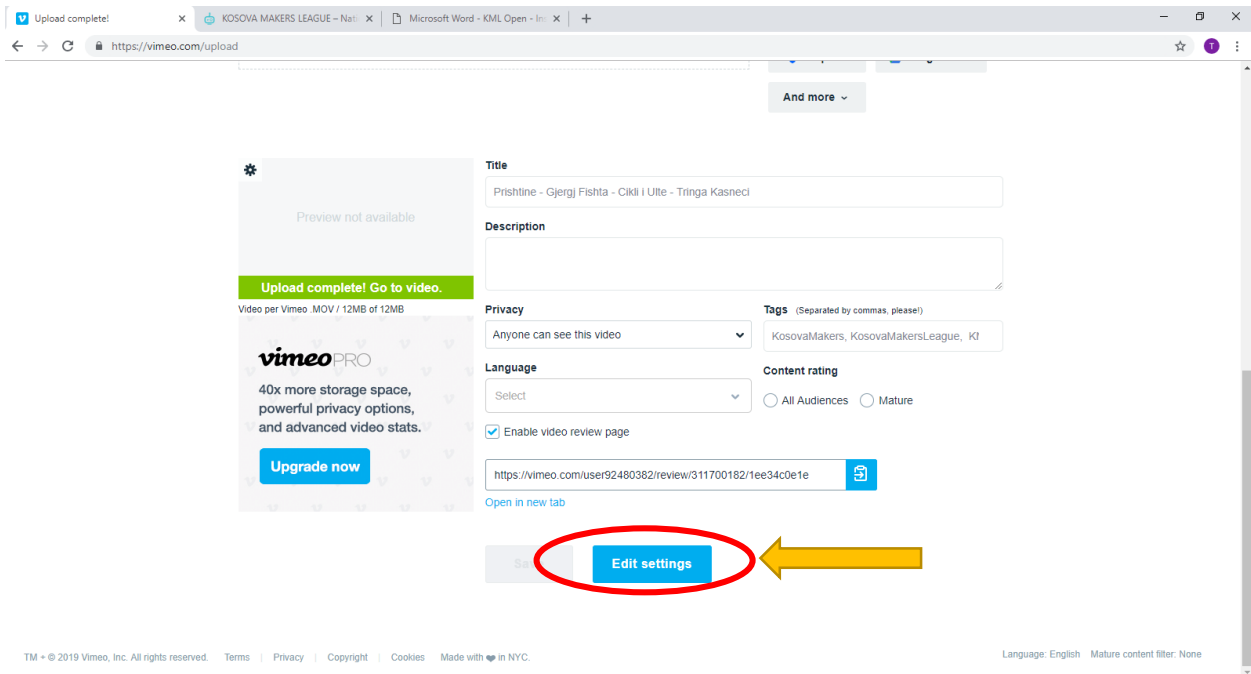 Upload complete!
KOSOVA MAKERS LEAGUE – Nati
Microsoft Word - KML Open - Ins
https://vimeo.com/upload
T
And more
Title
Prishtine - Gjergj Fishta - Cikli i Ulte - Tringa Kasneci
Preview not available
Description
Upload complete! Go to video.
Video per Vimeo .MOV / 12MB of 12MB
Privacy
Tags (Separated by commas, please!)
Anyone can see this video
KosovaMakers, KosovaMakersLeague,
vimeoPRO
Language
Content rating
40x more storage space,
powerful privacy options,
and advanced video stats.
Select
All Audiences
Mature
Enable video review page
Upgrade now
https://vimeo.com/user92480382/review/311700182/1ee34c0e1e
Open in new tab
Edit settings
TM + © 2019 Vimeo, Inc. All rights reserved. Terms | Privacy | Copyright | Cookies Made with ❤ in NYC.
Language: English Mature content filter: None